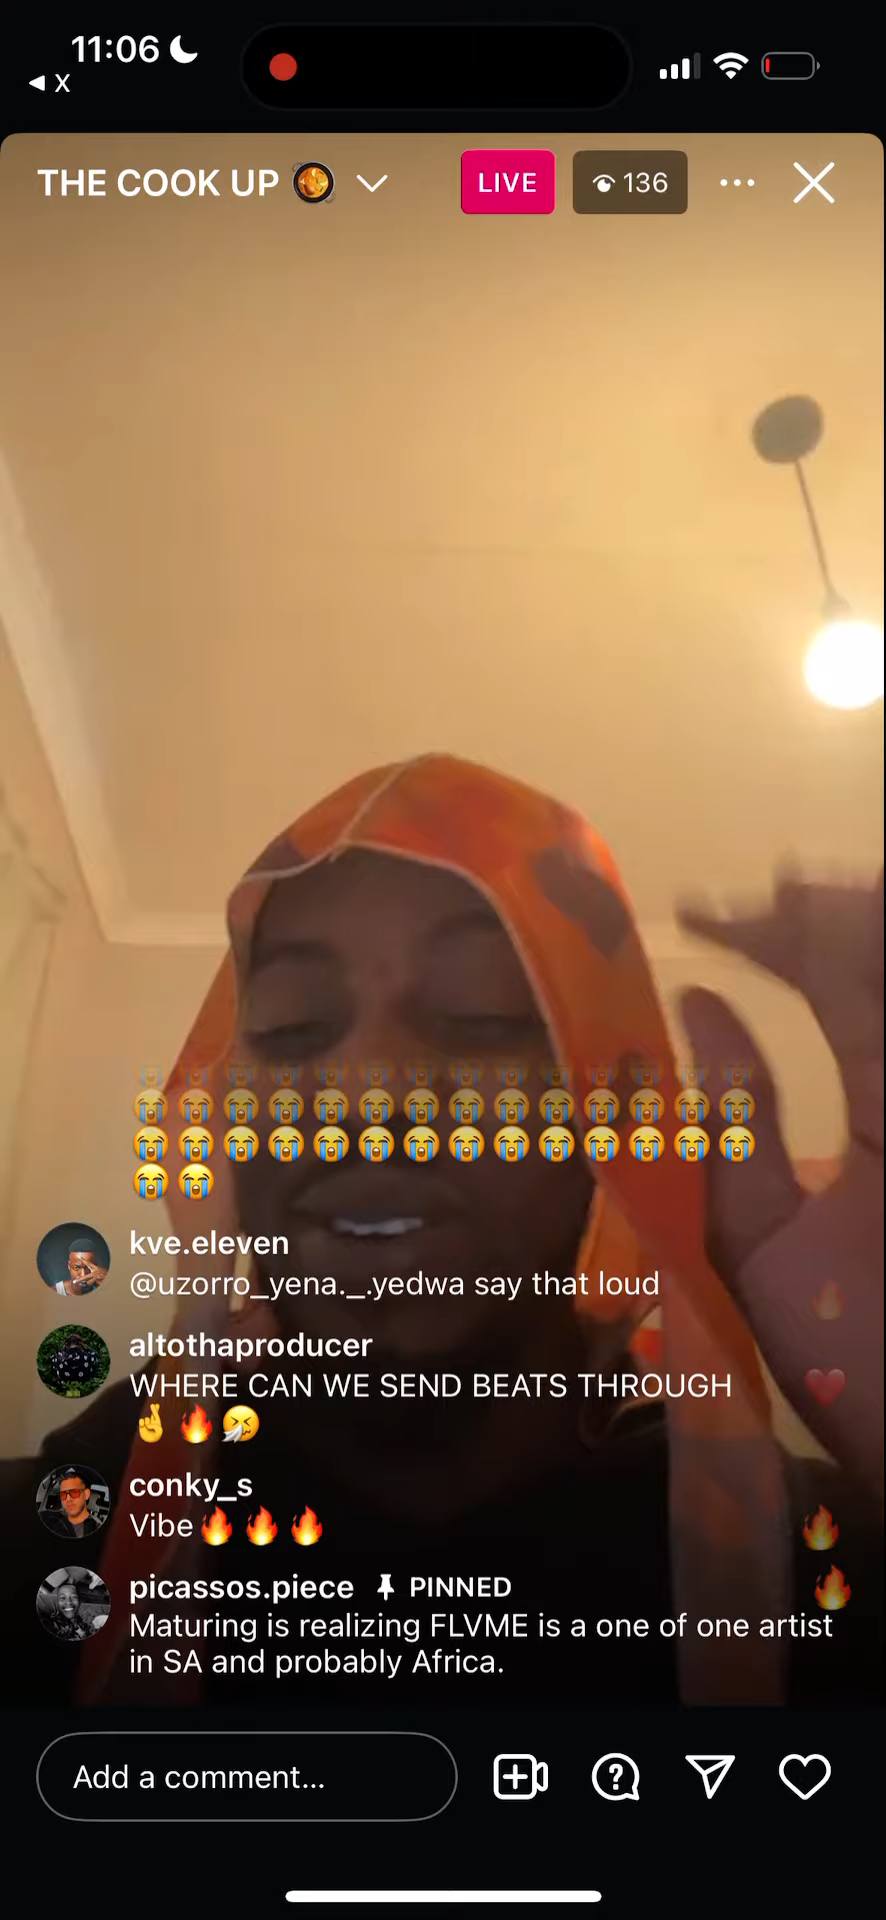 11:06
◀ X
THE COOK UP 🥘
LIVE
136
😭😭😭😭😭😭😭😭😭😭😭😭😭😭
😭😭😭😭😭😭😭😭😭😭😭😭😭😭
😭😭😭😭😭😭😭😭😭😭😭😭😭😭
😭😭
kve.eleven
@uzorro_yena._.yedwa say that loud
altothaproducer
WHERE CAN WE SEND BEATS THROUGH
🤞🔥🤧
conky_s
Vibe🔥🔥🔥
picassos.piece 📌 PINNED
Maturing is realizing FLVME is a one of one artist
in SA and probably Africa.
Add a comment...